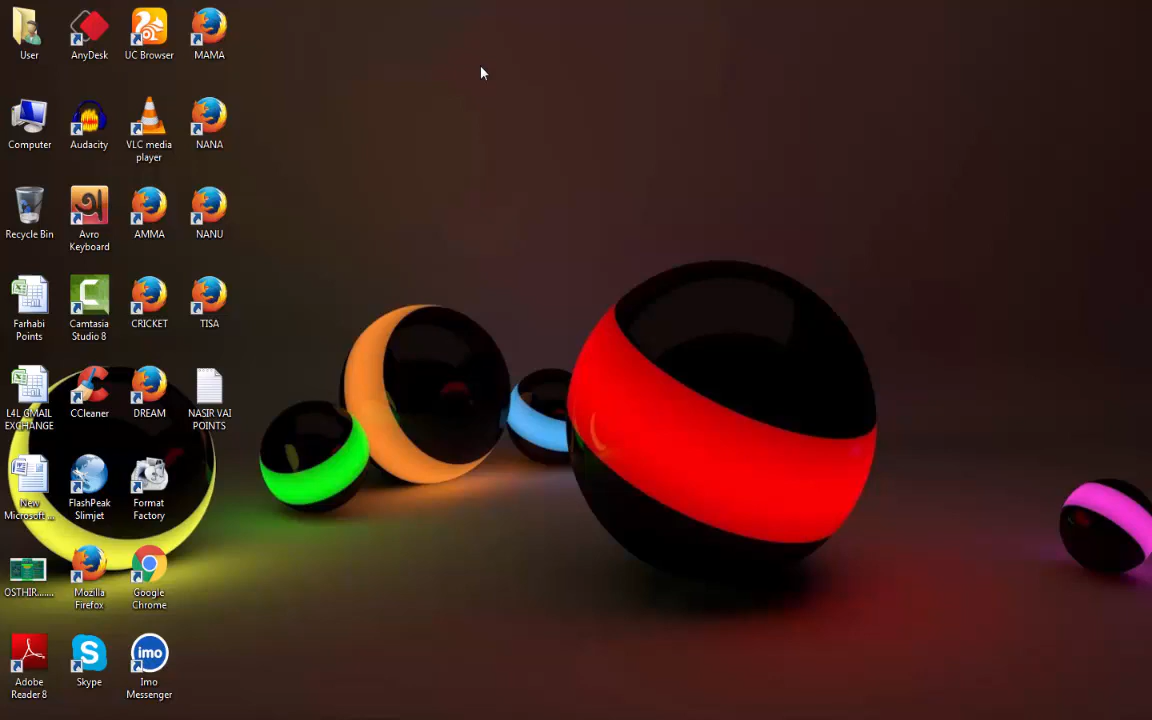 User
AnyDesk
UC Browser
MAMA
Computer
Audacity
VLC media
player
NANA
Recycle Bin
অ
Avro
Keyboard
AMMA
NANU
Farhabi
Points
Camtasia
Studio 8
CRICKET
TISA
L4L GMAIL
EXCHANGE
CCleaner
DREAM
NASIR VAI
POINTS
New
Microsoft ...
FlashPeak
Slimjet
Format
Factory
OSTHIR.......
Mozilla
Firefox
Google
Chrome
Adobe
Reader 8
Skype
imo
Imo
Messenger